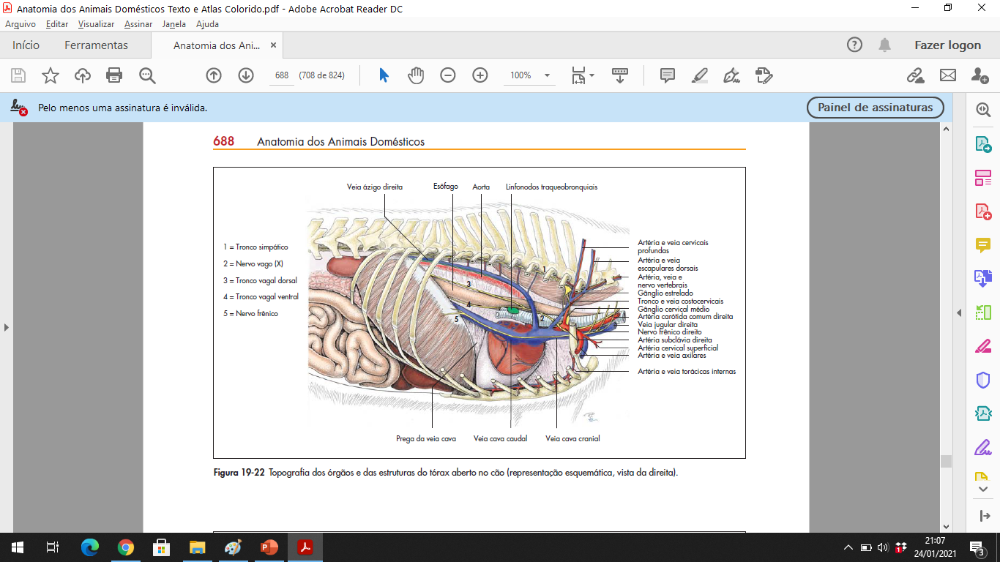 Anatomia dos Animais Domésticos Texto e Atlas Colorido.pdf - Adobe Acrobat Reader DC
Arquivo Editar Visualizar Assinar Janela Ajuda
Início Ferramentas Anatomia dos Ani... Fazer logon
688 (708 de 824) 100%
Pelo menos uma assinatura é inválida. Painel de assinaturas
688 Anatomia dos Animais Domésticos
Veia ázigo direita Esôfago Aorta Linfonodos traqueobronquiais
1 = Tronco simpático
2 = Nervo vago (X)
3 = Tronco vagal dorsal
4 = Tronco vagal ventral
5 = Nervo frênico
1
3
4
2
5
Artéria e veia cervicais
profundas
Artéria e veia
escapulares dorsais
Artéria, veia e
nervo vertebrais
Gânglio estrelado
Tronco e veia costocervicais
Gânglio cervical médio
Artéria carótida comum direita
Veia jugular direita
Nervo frênico direito
Artéria subclávia direita
Artéria cervical superficial
Artéria e veia axilares
Artéria e veia torácicas internas
Prega da veia cava Veia cava caudal Veia cava cranial
Figura 19-22 Topografia dos órgãos e das estruturas do tórax aberto no cão (representação esquemática, vista da direita).
21:07
24/01/2021
1
3